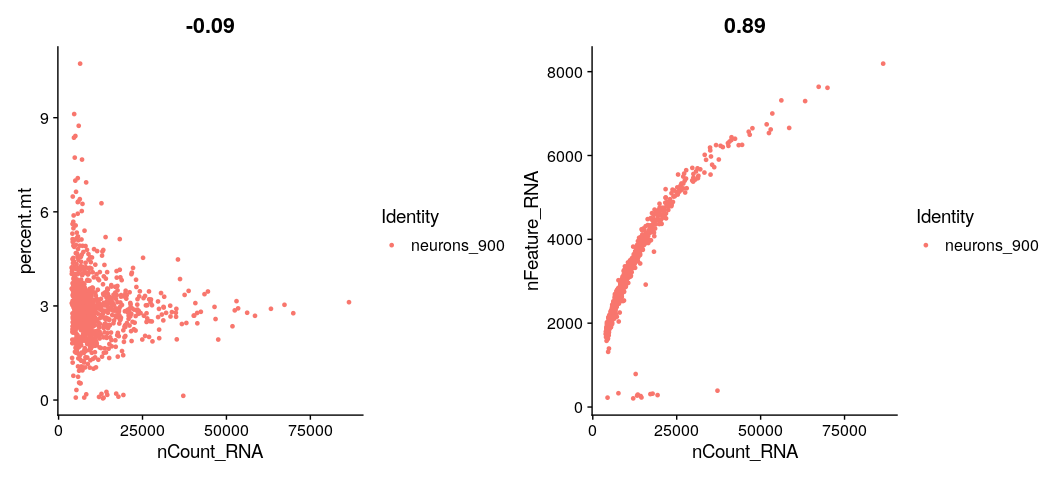 -0.09
percent.mt
9
6
3
0
0
25000
50000
75000
nCount_RNA
Identity
neurons_900
0.89
nFeature_RNA
8000
6000
4000
2000
0
0
25000
50000
75000
nCount_RNA
Identity
neurons_900